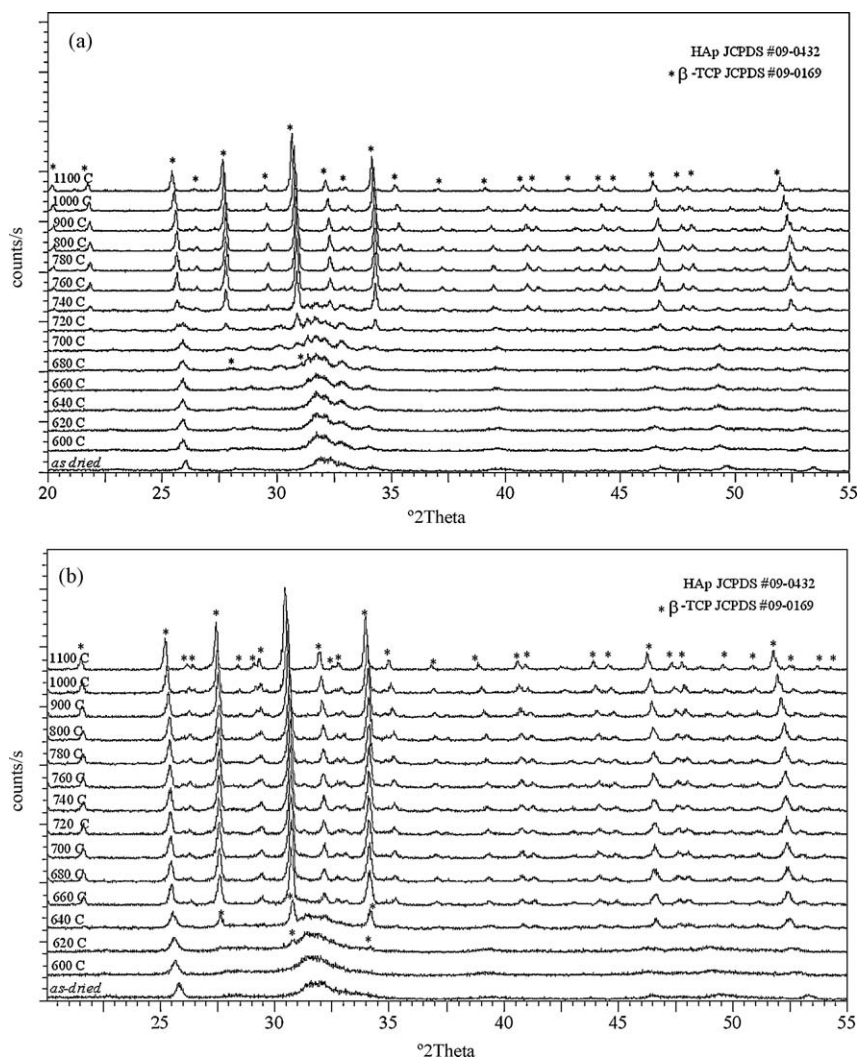 (a)
HAp JCPDS #09-0432
* β -TCP JCPDS #09-0169
1100 C
1000 C
900 C
800 C
780 C
760 C
740 C
720 C
700 C
680 C
660 C
640 C
620 C
600 C
as dried
counts/s
20 25 30 35 40 45 50 55
°2Theta
(b)
HAp JCPDS #09-0432
* β -TCP JCPDS #09-0169
1100 C
1000 C
900 C
800 C
780 C
760 C
740 C
720 C
700 C
680 C
660 C
640 C
620 C
600 C
as-dried
counts/s
25 30 35 40 45 50 55
°2Theta